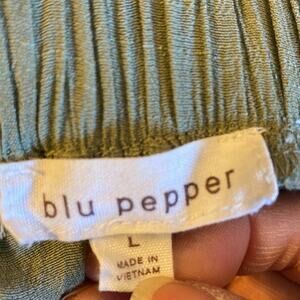 blu pepper
L
MADE IN
VIETNAM